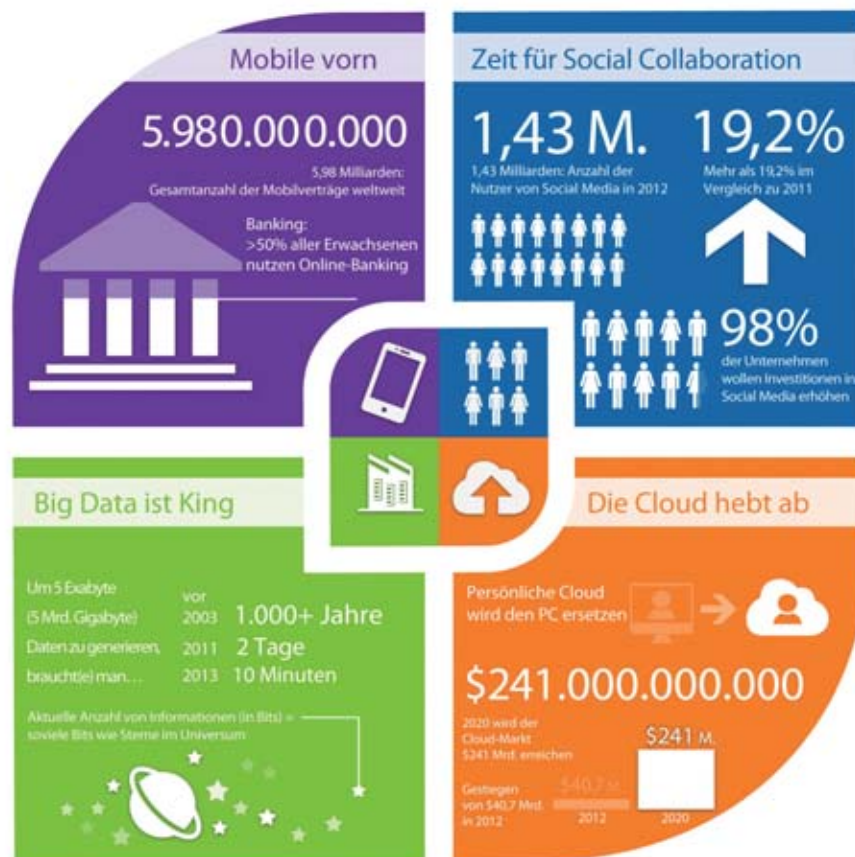 Mobile vorn
5.980.000.000
5,98 Milliarden:
Gesamtanzahl der Mobilverträge weltweit
Banking:
>50% aller Erwachsenen
nutzen Online-Banking
Zeit für Social Collaboration
1,43 M.
1,43 Milliarden: Anzahl der
Nutzer von Social Media in 2012
19,2%
Mehr als 19,2% im
Vergleich zu 2011
98%
der Unternehmen
wollen Investitionen in
Social Media erhöhen
Big Data ist King
Um 5 Exabyte
(5 Mrd. Gigabyte)
Daten zu generieren,
braucht(e) man…
vor
2003 1.000+ Jahre
2011 2 Tage
2013 10 Minuten
Aktuelle Anzahl von Informationen (in Bits) =
soviele Bits wie Sterne im Universum
Die Cloud hebt ab
Persönliche Cloud
wird den PC ersetzen
$241.000.000.000
2020 wird der
Cloud-Markt
$241 Mrd. erreichen
Gestiegen
von $40,7 Mrd.
in 2012
$40,7 M.
2012
$241 M.
2020